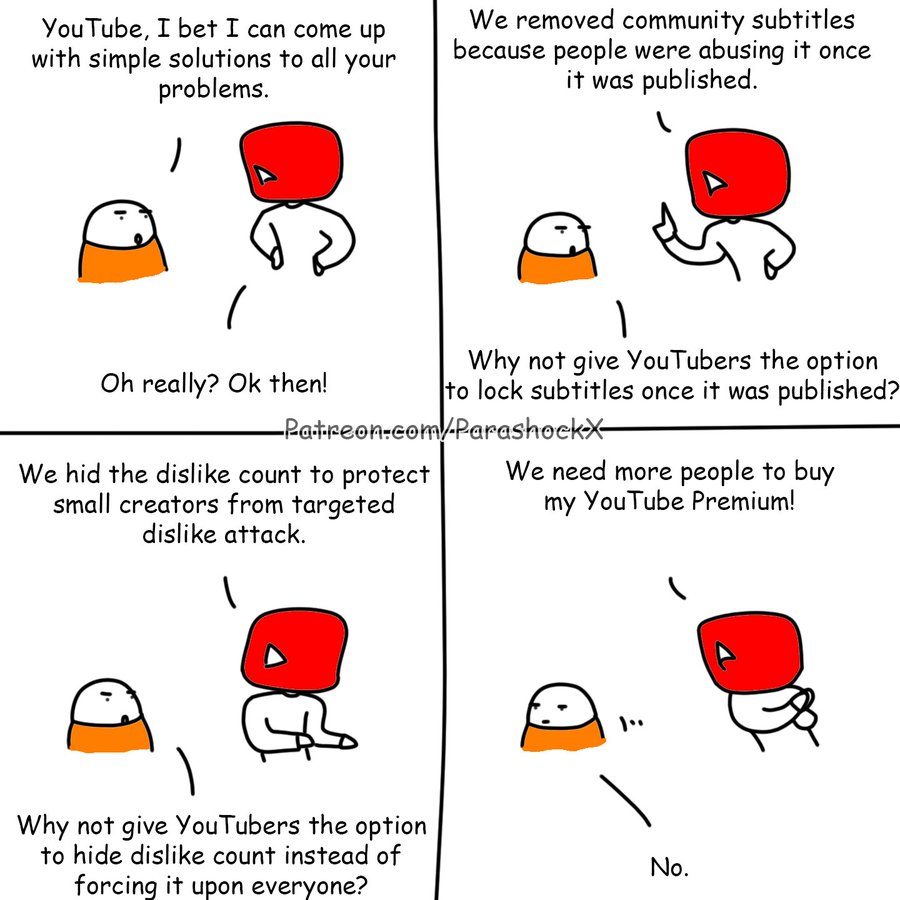 YouTube, I bet I can come up
with simple solutions to all your
problems.
Oh really? Ok then!
We removed community subtitles
because people were abusing it once
it was published.
Why not give YouTubers the option
to lock subtitles once it was published?
Patreon.com/ParashockX
We hid the dislike count to protect
small creators from targeted
dislike attack.
Why not give YouTubers the option
to hide dislike count instead of
forcing it upon everyone?
We need more people to buy
my YouTube Premium!
No.